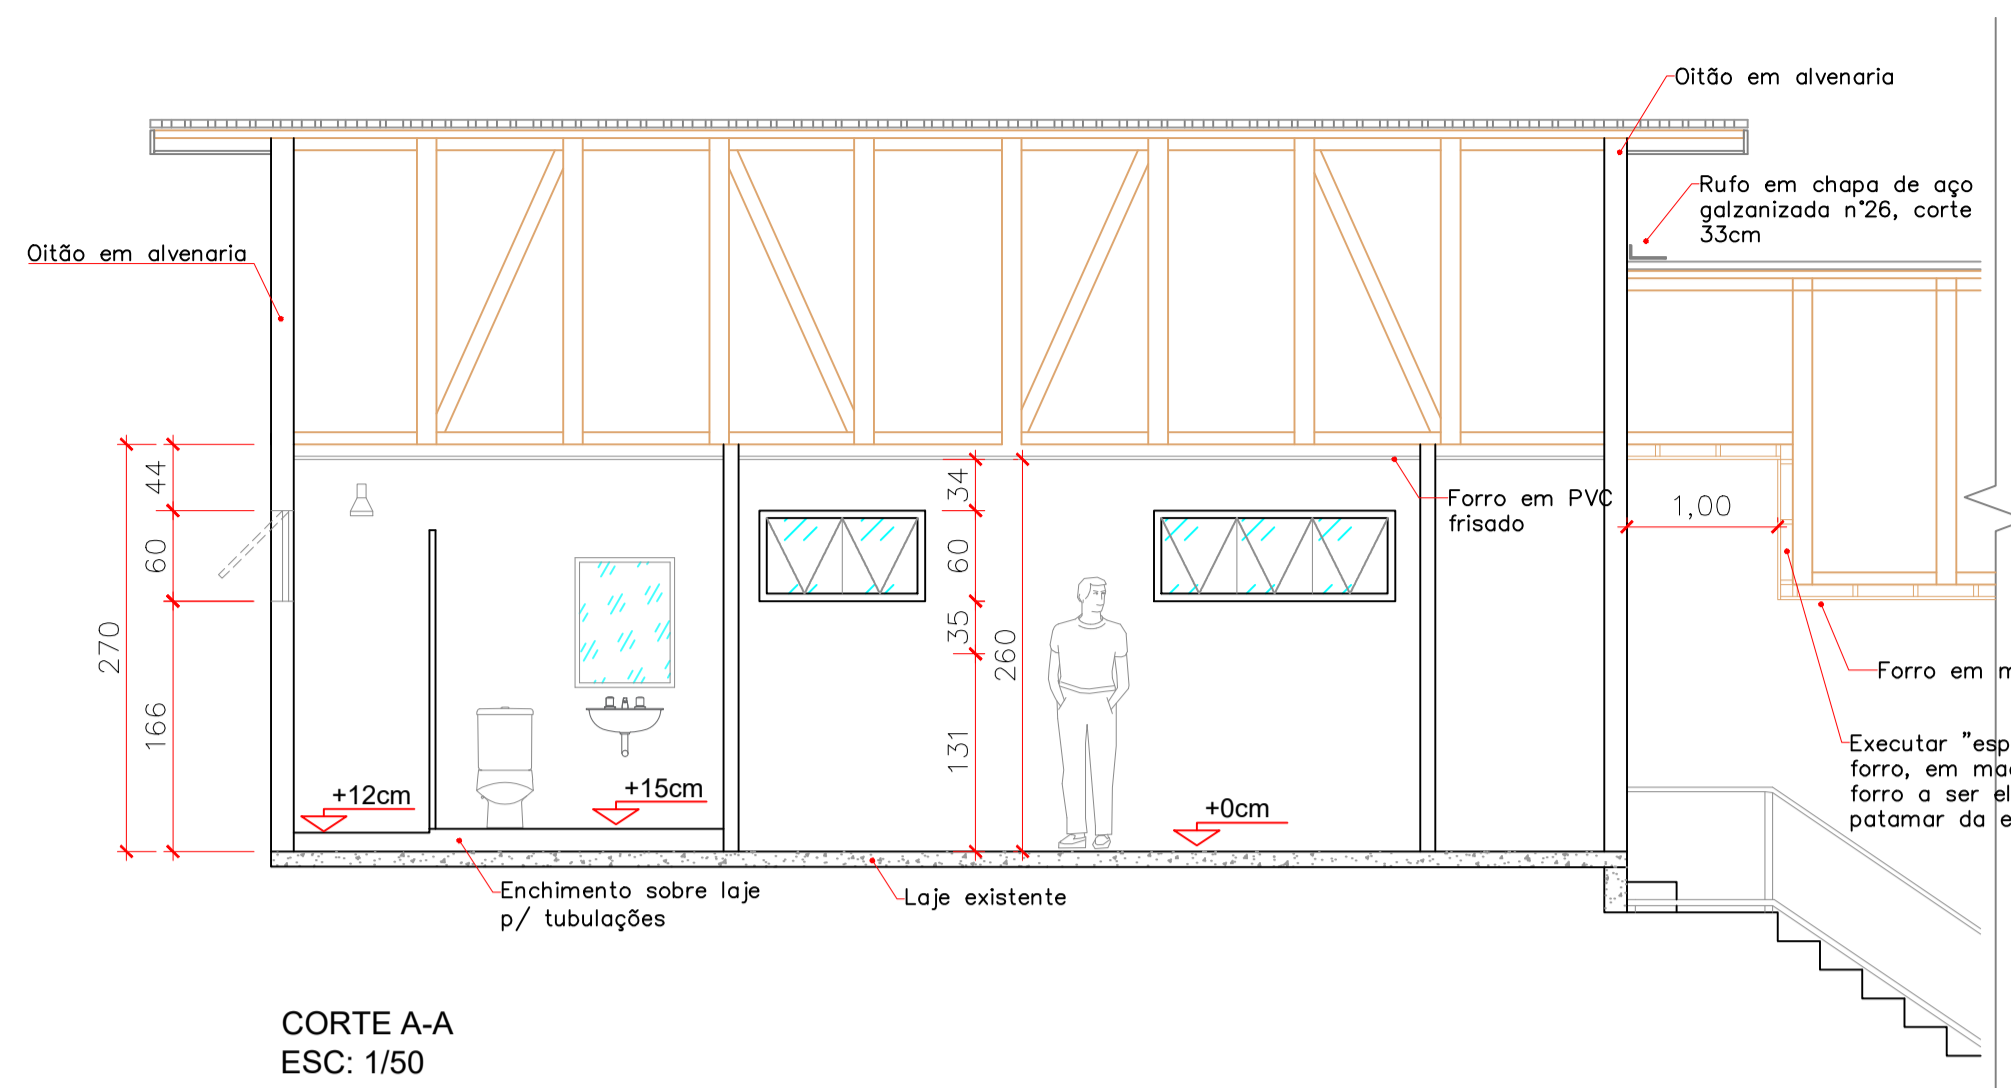 Oitão em alvenaria
Rufo em chapa de aço
galzanizada n°26, corte
33cm
Oitão em alvenaria
44
60
270
166
34
60
35
260
131
Forro em PVC
frisado
1,00
Forro em
Executar "esp
forro, em
forro a ser
patamar da
+12cm
+15cm
+0cm
Enchimento sobre laje
p/ tubulações
Laje existente
CORTE A-A
ESC: 1/50